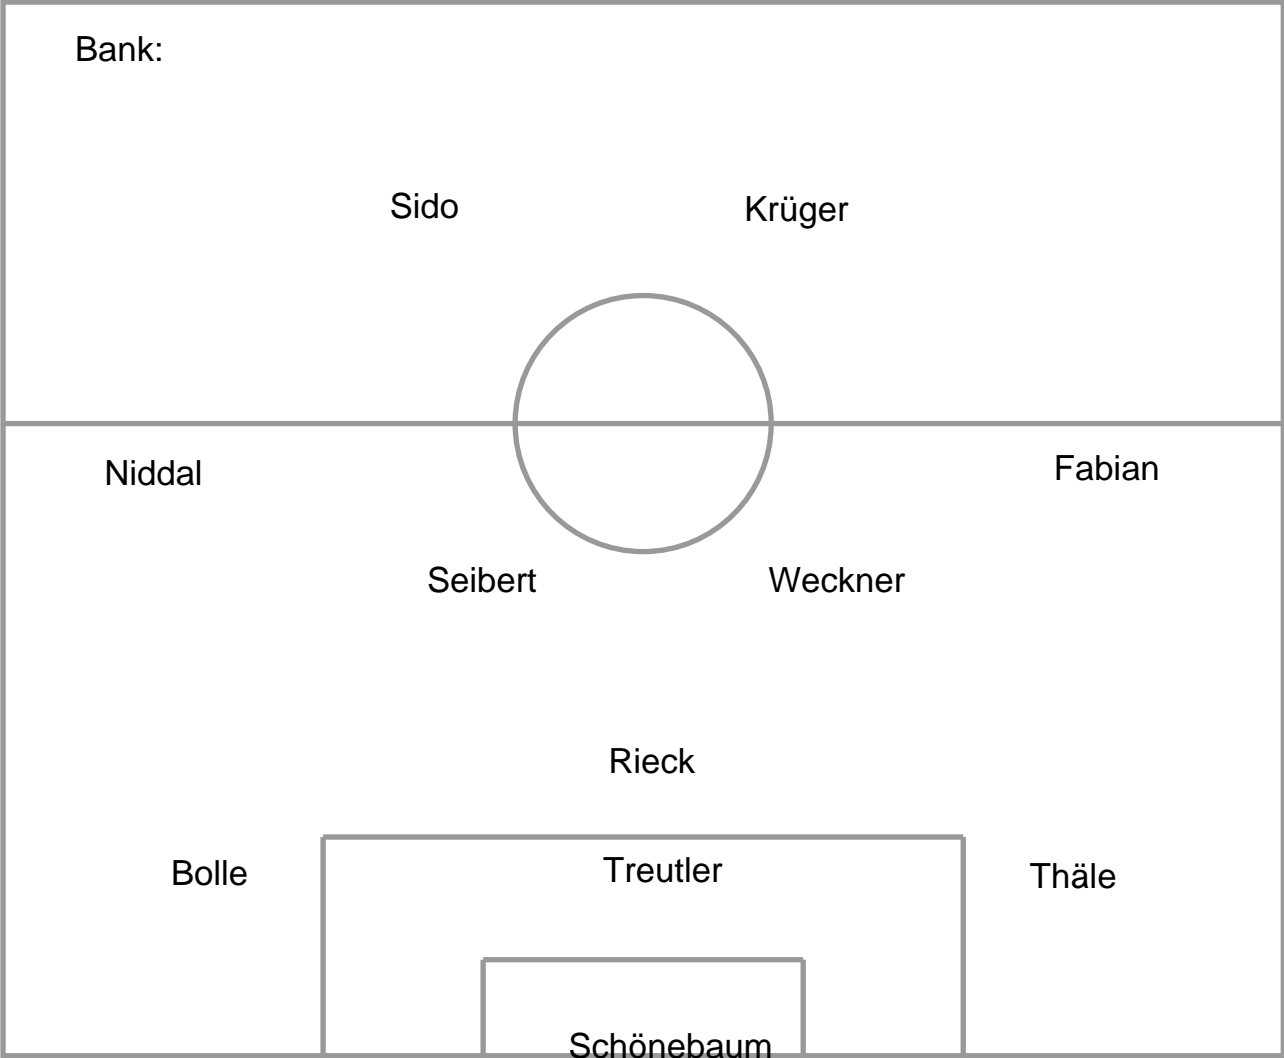 Bank:
Sido
Krüger
Niddal
Fabian
Seibert
Weckner
Rieck
Bolle
Treutler
Thäle
Schönebaum